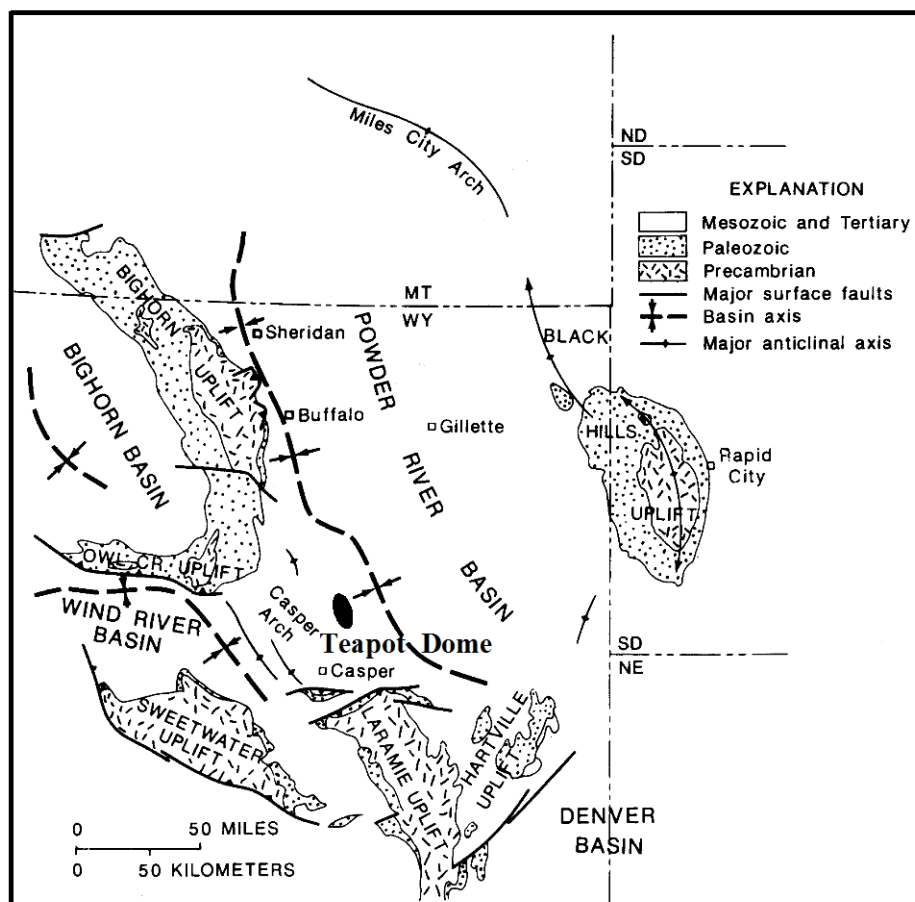 Miles City Arch
ND
SD
EXPLANATION
Mesozoic and Tertiary
Paleozoic
Precambrian
Major surface faults
Basin axis
Major anticlinal axis
MT
WY
BIGHORN
UPLIFT
Sheridan
POWDER
RIVER
BASIN
BLACK
HILLS
UPLIFT
BIGHORN BASIN
Buffalo
Gillette
Rapid
City
OWL CR. UPLIFT
WIND RIVER
BASIN
Casper
Arch
Teapot Dome
Casper
SD
NE
SWEETWATER
UPLIFT
LARAMIE UPLIFT
HARTVILLE
UPLIFT
DENVER
BASIN
0 50 MILES
0 50 KILOMETERS